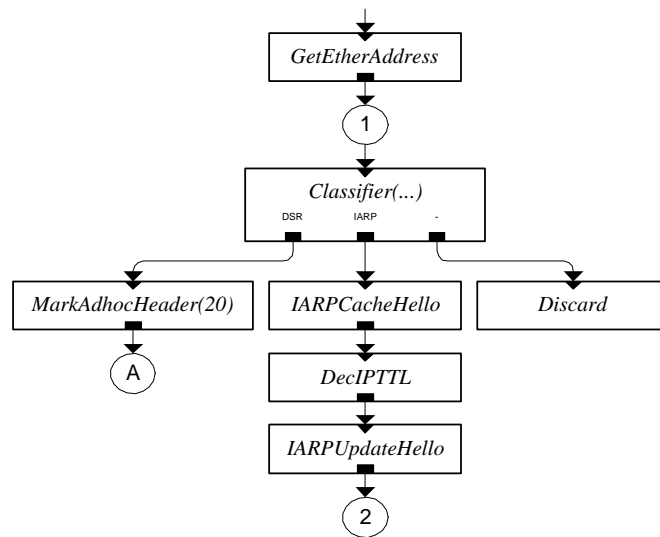 GetEtherAddress
1
Classifier(...)
DSR IARP -
MarkAdhocHeader(20) IARPCacheHello Discard
A
DecIPTTL
IARPUpdateHello
2